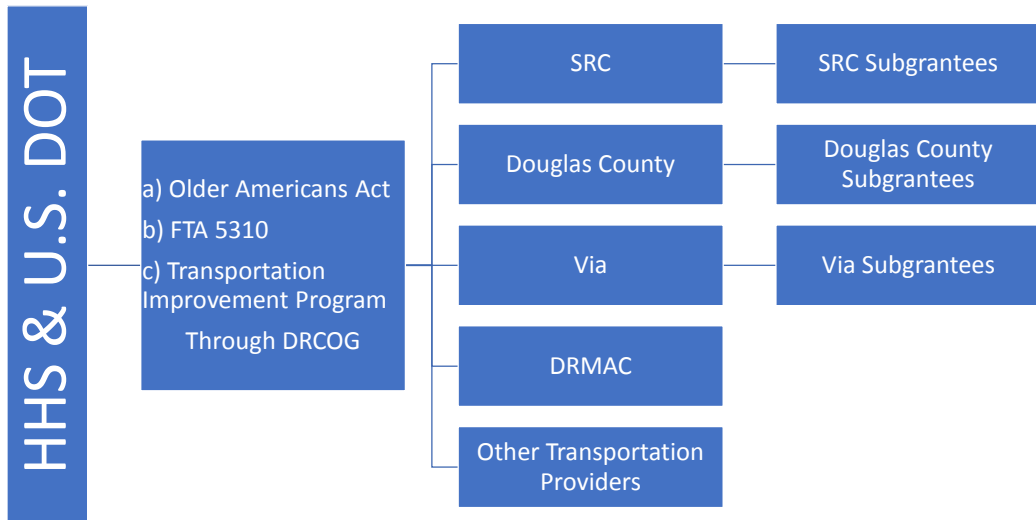 HHS & U.S. DOT
a) Older Americans Act
b) FTA 5310
c) Transportation
Improvement Program
Through DRCOG
SRC
SRC Subgrantees
Douglas County
Douglas County
Subgrantees
Via
Via Subgrantees
DRMAC
Other Transportation
Providers